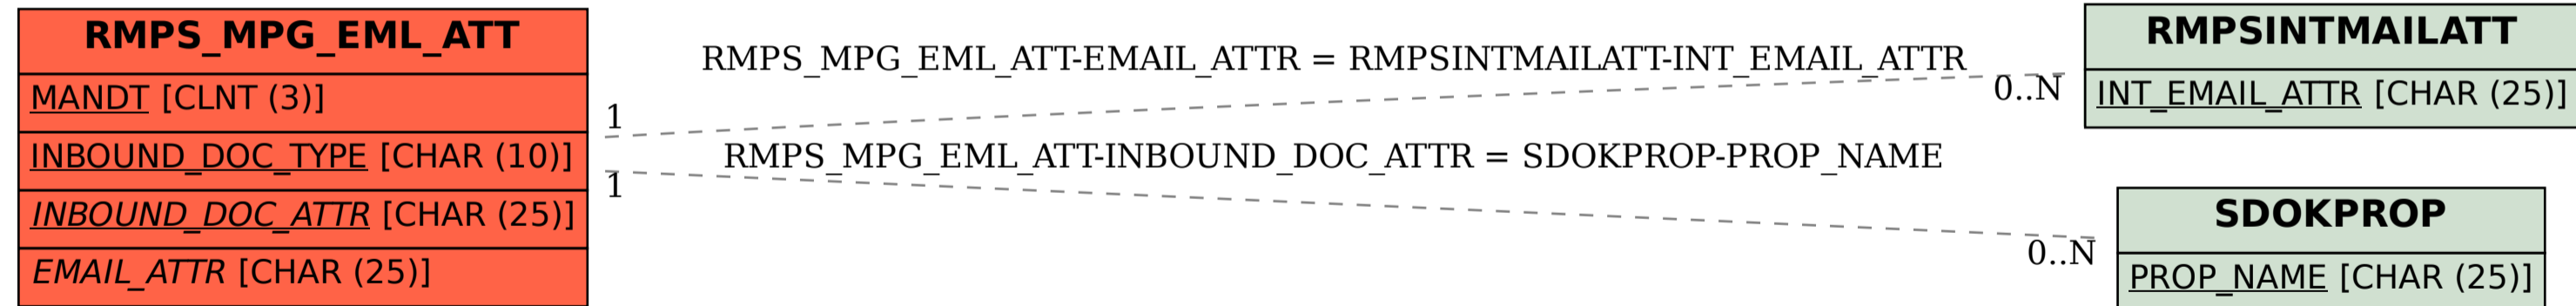 RMPS_MPG_EML_ATT
MANDT [CLNT (3)]
INBOUND_DOC_TYPE [CHAR (10)]
INBOUND_DOC_ATTR [CHAR (25)]
EMAIL_ATTR [CHAR (25)]
RMPS_MPG_EML_ATT-EMAIL_ATTR = RMPSINTMAILATT-INT_EMAIL_ATTR
1
0..N
RMPS_MPG_EML_ATT-INBOUND_DOC_ATTR = SDOKPROP-PROP_NAME
1
0..N
RMPSINTMAILATT
INT_EMAIL_ATTR [CHAR (25)]
SDOKPROP
PROP_NAME [CHAR (25)]